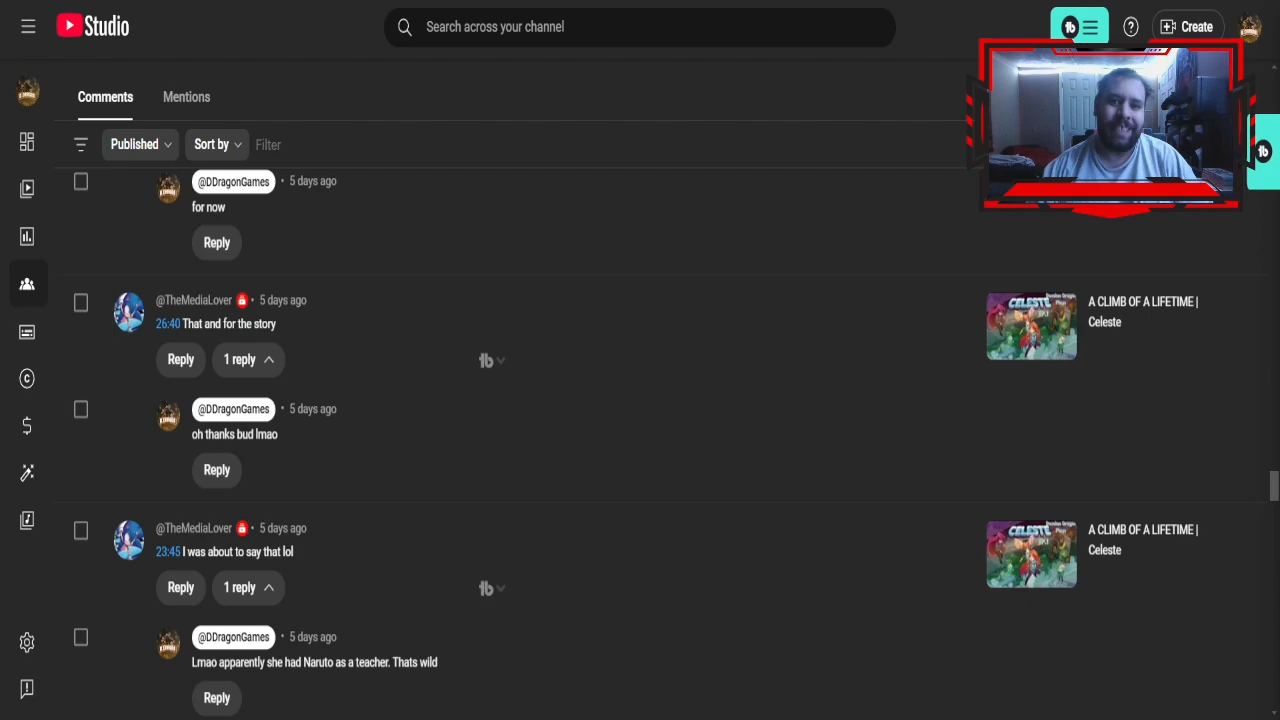 Studio
Search across your channel
Create
Comments
Mentions
Published
Sort by
Filter
@DDragonGames • 5 days ago
for now
Reply
@TheMediaLover • 5 days ago
26:40 That and for the story
Reply
1 reply
A CLIMB OF A LIFETIME |
Celeste
CELESTE
@DDragonGames • 5 days ago
oh thanks bud lmao
Reply
@TheMediaLover • 5 days ago
23:45 I was about to say that lol
Reply
1 reply
A CLIMB OF A LIFETIME |
Celeste
CELESTE
@DDragonGames • 5 days ago
Lmao apparently she had Naruto as a teacher. Thats wild
Reply